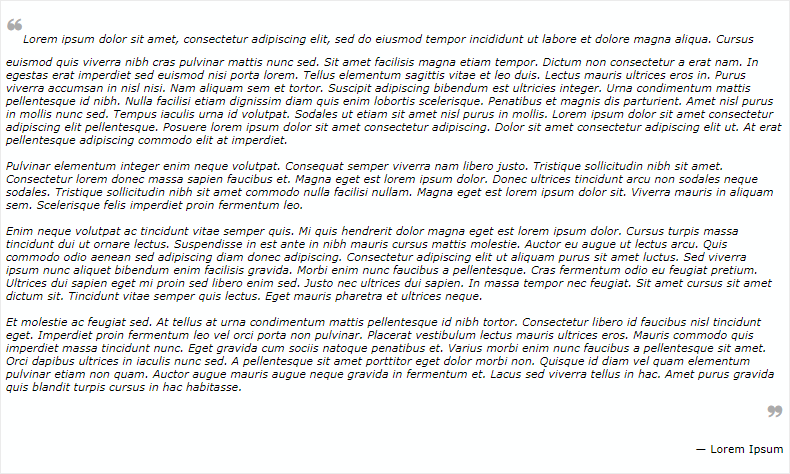 ❝ Lorem ipsum dolor sit amet, consectetur adipiscing elit, sed do eiusmod tempor incididunt ut labore et dolore magna aliqua. Cursus
euismod quis viverra nibh cras pulvinar mattis nunc sed. Sit amet facilisis magna etiam tempor. Dictum non consectetur a erat nam. In
egestas erat imperdiet sed euismod nisi porta lorem. Tellus elementum sagittis vitae et leo duis. Lectus mauris ultrices eros in. Purus
viverra accumsan in nisl nisi. Nam aliquam sem et tortor. Suscipit adipiscing bibendum est ultricies integer. Urna condimentum mattis
pellentesque id nibh. Nulla facilisi etiam dignissim diam quis enim lobortis scelerisque. Penatibus et magnis dis parturient. Amet nisl purus
in mollis nunc sed. Tempus iaculis urna id volutpat. Sodales ut etiam sit amet nisl purus in mollis. Lorem ipsum dolor sit amet consectetur
adipiscing elit pellentesque. Posuere lorem ipsum dolor sit amet consectetur adipiscing. Dolor sit amet consectetur adipiscing elit ut. At erat
pellentesque adipiscing commodo elit at imperdiet.

Pulvinar elementum integer enim neque volutpat. Consequat semper viverra nam libero justo. Tristique sollicitudin nibh sit amet.
Consectetur lorem donec massa sapien faucibus et. Magna eget est lorem ipsum dolor. Donec ultrices tincidunt arcu non sodales neque
sodales. Tristique sollicitudin nibh sit amet commodo nulla facilisi nullam. Magna eget est lorem ipsum dolor sit. Viverra mauris in aliquam
sem. Scelerisque felis imperdiet proin fermentum leo.

Enim neque volutpat ac tincidunt vitae semper quis. Mi quis hendrerit dolor magna eget est lorem ipsum dolor. Cursus turpis massa
tincidunt dui ut ornare lectus. Suspendisse in est ante in nibh mauris cursus mattis molestie. Auctor eu augue ut lectus arcu. Quis
commodo odio aenean sed adipiscing diam donec adipiscing. Consectetur adipiscing elit ut aliquam purus sit amet luctus. Sed viverra
ipsum nunc aliquet bibendum enim facilisis gravida. Morbi enim nunc faucibus a pellentesque. Cras fermentum odio eu feugiat pretium.
Ultrices dui sapien eget mi proin sed libero enim sed. Justo nec ultrices dui sapien. In massa tempor nec feugiat. Sit amet cursus sit amet
dictum sit. Tincidunt vitae semper quis lectus. Eget mauris pharetra et ultrices neque.

Et molestie ac feugiat sed. At tellus at urna condimentum mattis pellentesque id nibh tortor. Consectetur libero id faucibus nisl tincidunt
eget. Imperdiet proin fermentum leo vel orci porta non pulvinar. Placerat vestibulum lectus mauris ultrices eros. Mauris commodo quis
imperdiet massa tincidunt nunc. Eget gravida cum sociis natoque penatibus et. Varius morbi enim nunc faucibus a pellentesque sit amet.
Orci dapibus ultrices in iaculis nunc sed. A pellentesque sit amet porttitor eget dolor morbi non. Quisque id diam vel quam elementum
pulvinar etiam non quam. Auctor augue mauris augue neque gravida in fermentum et. Lacus sed viverra tellus in hac. Amet purus gravida
quis blandit turpis cursus in hac habitasse.
❞
— Lorem Ipsum